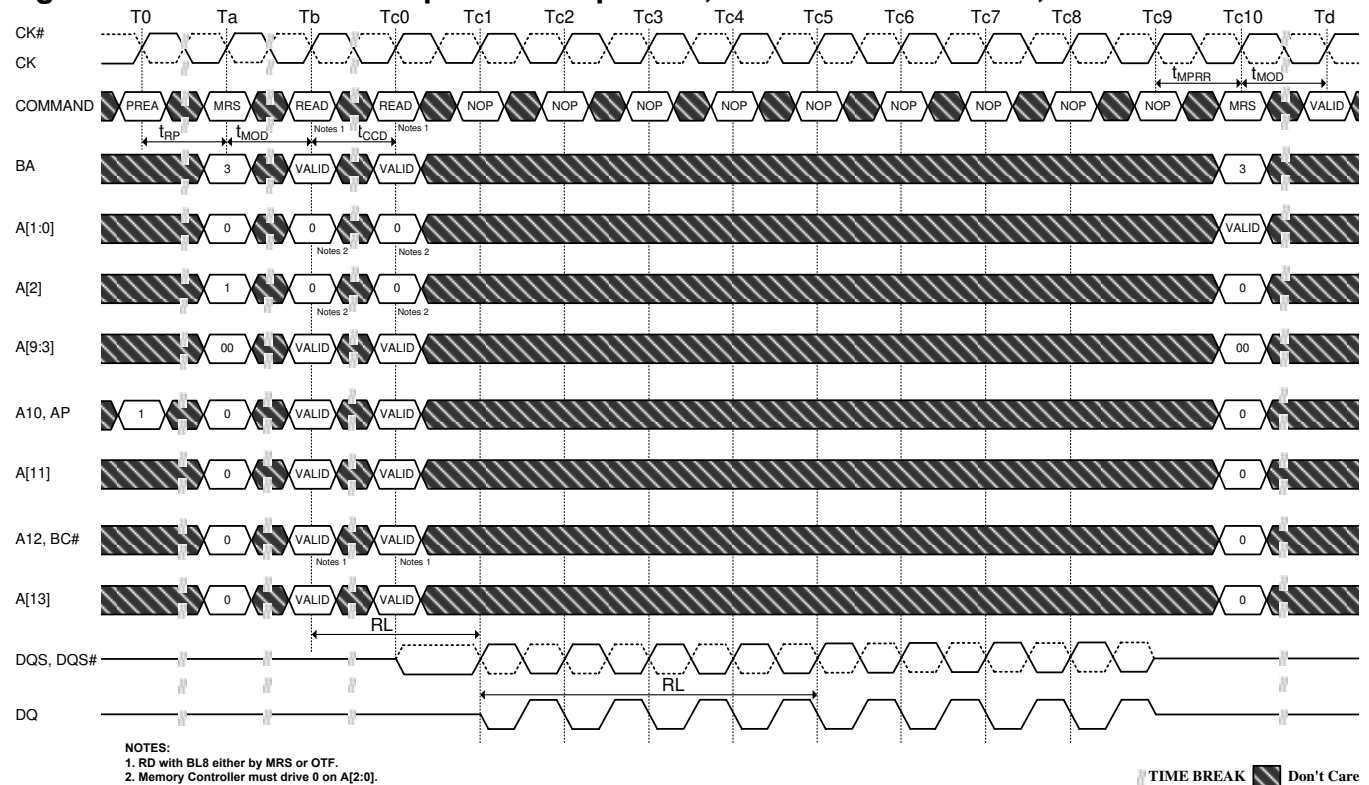 T0 Ta Tb Tc0 Tc1 Tc2 Tc3 Tc4 Tc5 Tc6 Tc7 Tc8 Tc9 Tc10 Td
CK#
CK
tMPRR tMOD
COMMAND PREA MRS READ READ NOP NOP NOP NOP NOP NOP NOP NOP NOP MRS VALID
Notes 1 Notes 1
tRP tMOD tCCD
BA 3 VALID VALID 3
A[1:0] 0 0 0 VALID
Notes 2 Notes 2
A[2] 1 0 0 0
Notes 2 Notes 2
A[9:3] 00 VALID VALID 00
A10, AP 1 0 VALID VALID 0
A[11] 0 VALID VALID 0
A12, BC# 0 VALID VALID 0
Notes 1 Notes 1
A[13] 0 VALID VALID 0
RL
DQS, DQS#
RL
DQ
NOTES:
1. RD with BL8 either by MRS or OTF.
2. Memory Controller must drive 0 on A[2:0].
TIME BREAK Don't Care